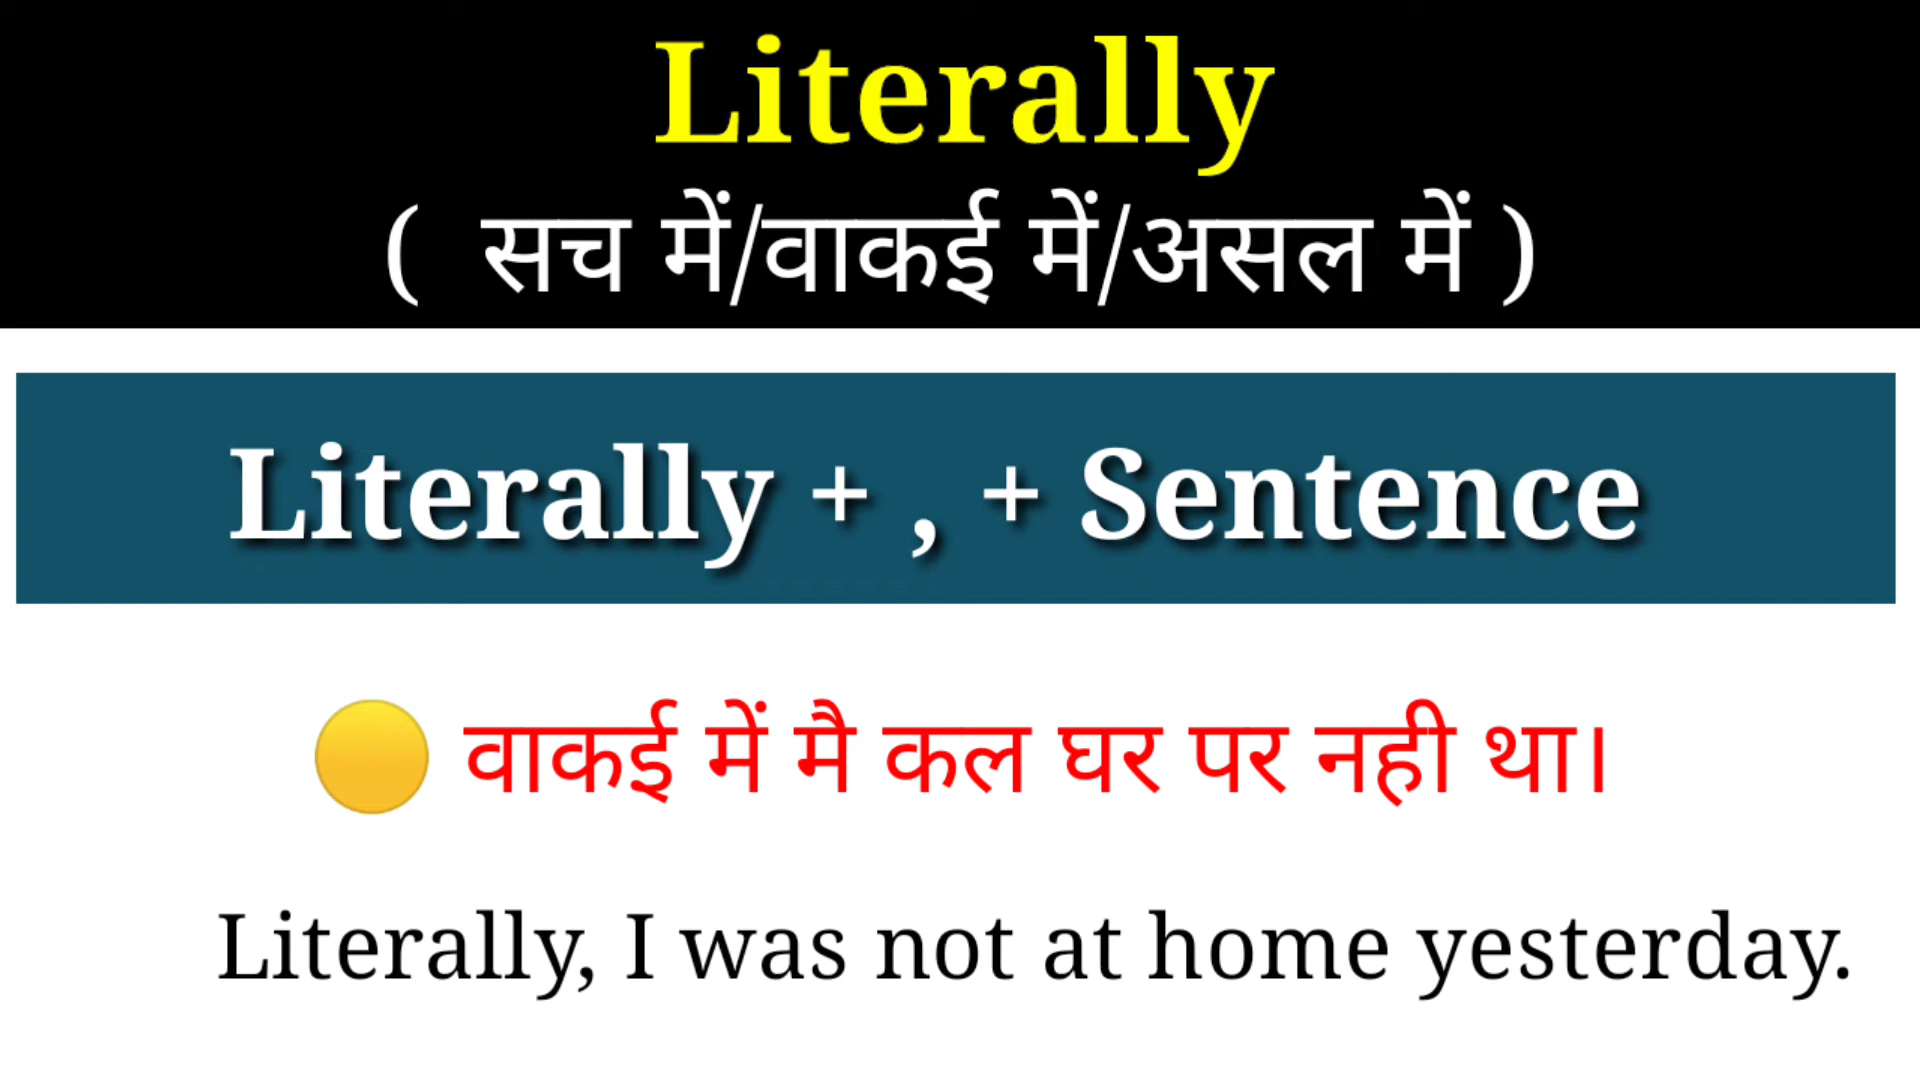 Literally
( सच में/वाकई में/असल में )
Literally + , + Sentence
वाकई में मै कल घर पर नही था।
Literally, I was not at home yesterday.